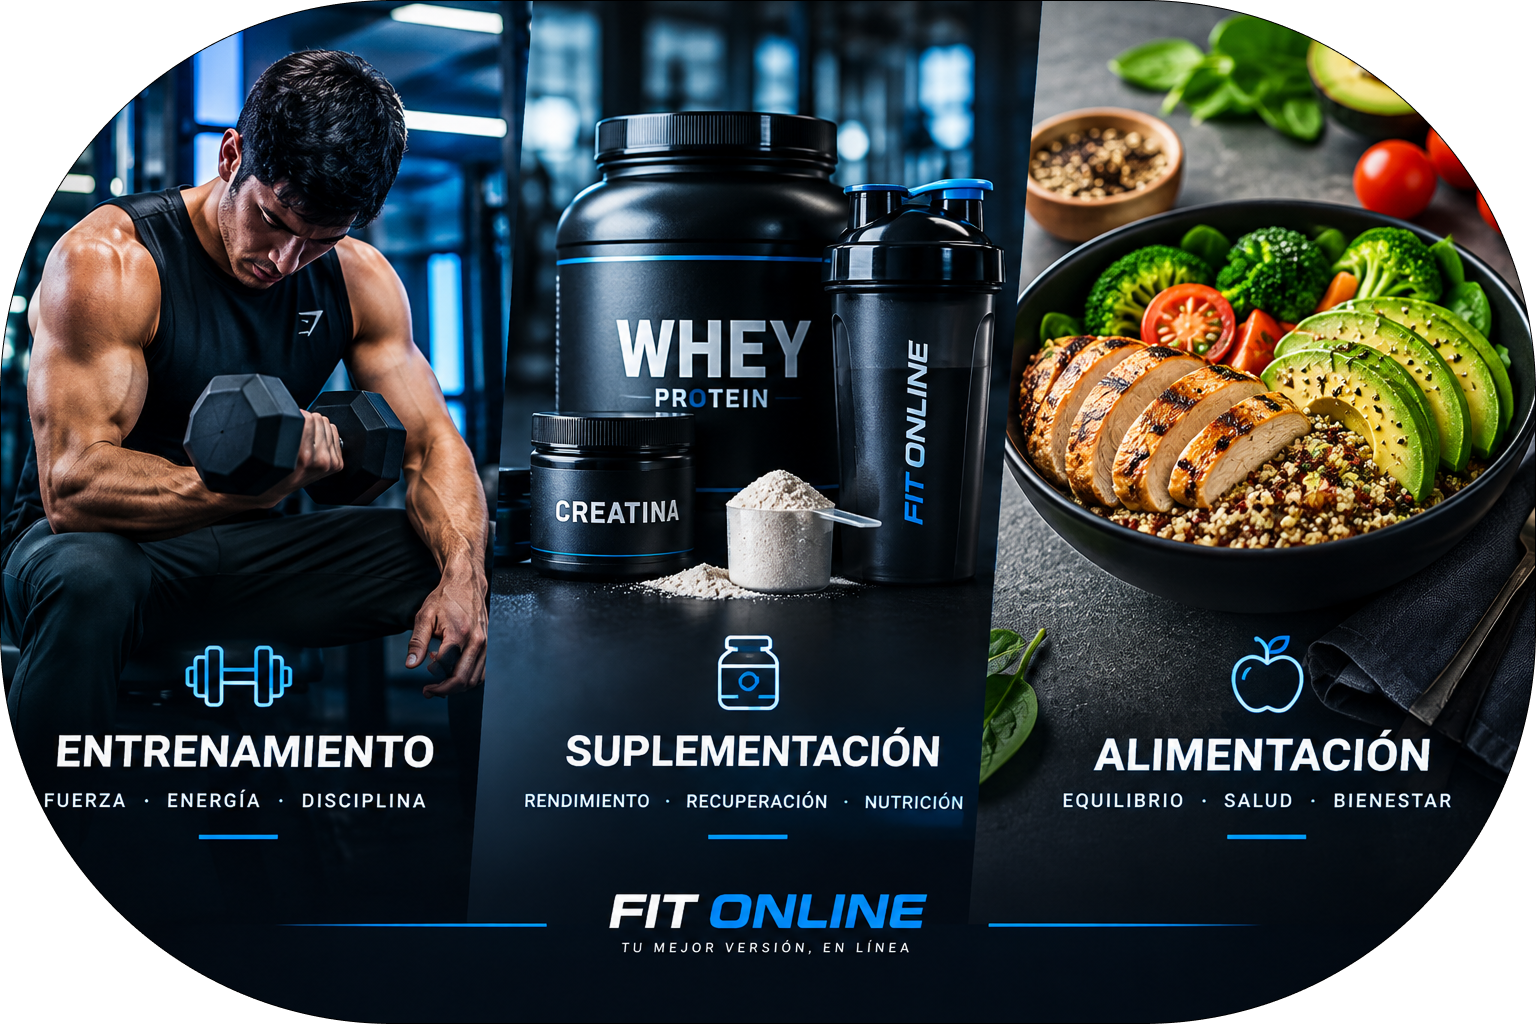 WHEY
PROTEIN
CREATINA
FIT ONLINE
ENTRENAMIENTO
FUERZA · ENERGÍA · DISCIPLINA
SUPLEMENTACIÓN
RENDIMIENTO · RECUPERACIÓN · NUTRICIÓN
ALIMENTACIÓN
EQUILIBRIO · SALUD · BIENESTAR
FIT ONLINE
TU MEJOR VERSIÓN, EN LÍNEA